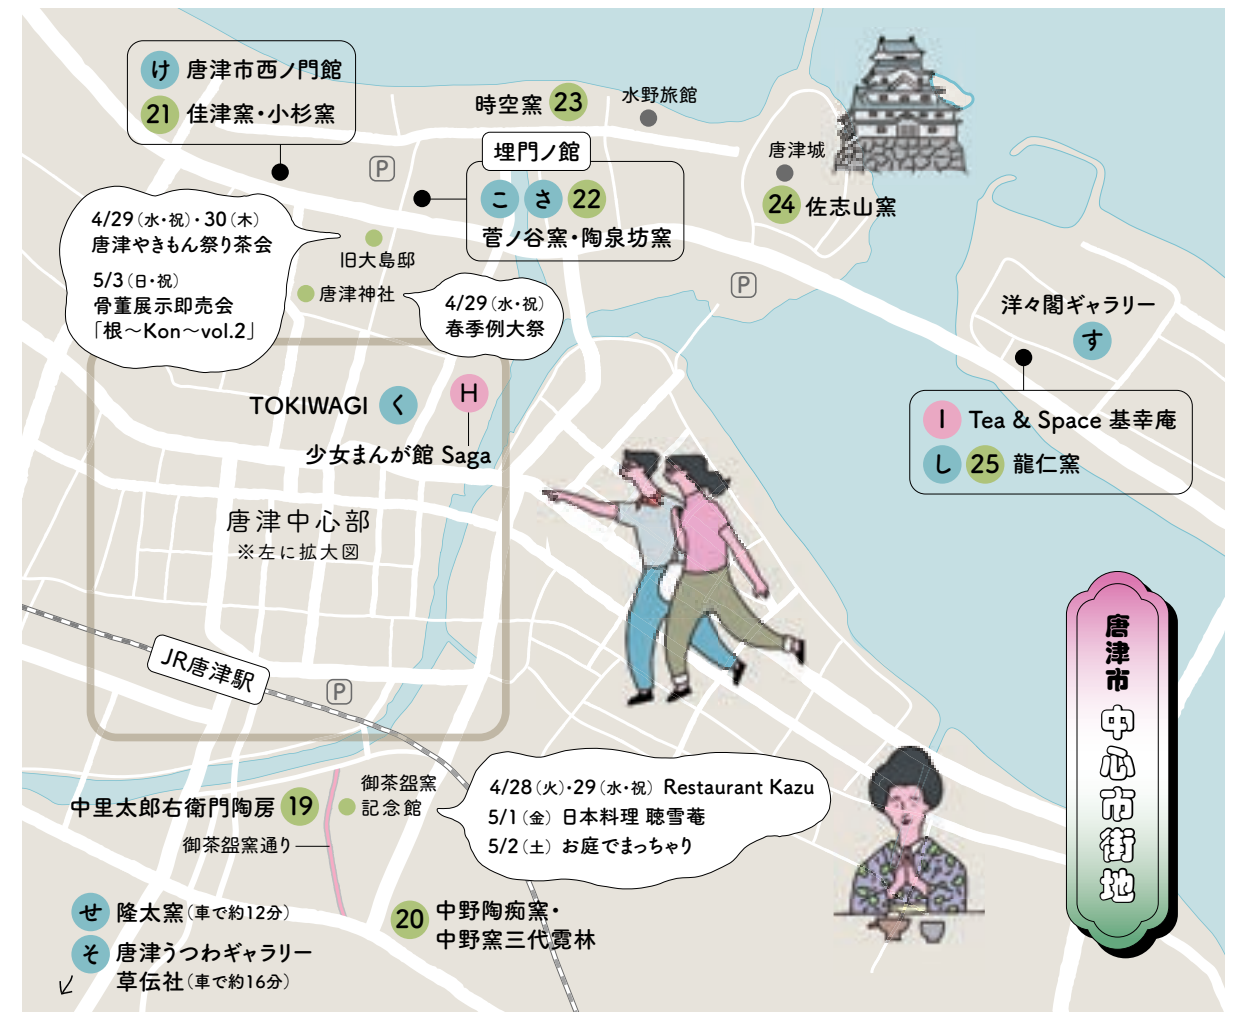 け 唐津市西ノ門館
21 佳津窯・小杉窯
時空窯 23
水野旅館
P
埋門ノ館
こ さ 22
菅ノ谷窯・陶泉坊窯
唐津城
24 佐志山窯
4/29(水・祝)・30(木)
唐津やきもん祭り茶会
5/3(日・祝)
骨董展示即売会
「根〜Kon〜vol.2」
旧大島邸
唐津神社
4/29(水・祝)
春季例大祭
P
洋々閣ギャラリー
す
I Tea & Space 基幸庵
し 25 龍仁窯
TOKIWAGI く
H
少女まんが館 Saga
唐津中心部
※左に拡大図
JR唐津駅
P
唐津市
中心市街地
中里太郎右衛門陶房 19
御茶盌窯
記念館
御茶盌窯通り
4/28(火)・29(水・祝) Restaurant Kazu
5/1(金) 日本料理 聴雪菴
5/2(土) お庭でまっちゃり
せ 隆太窯(車で約12分)
そ 唐津うつわギャラリー
草伝社(車で約16分)
20 中野陶痴窯・
中野窯三代霓林